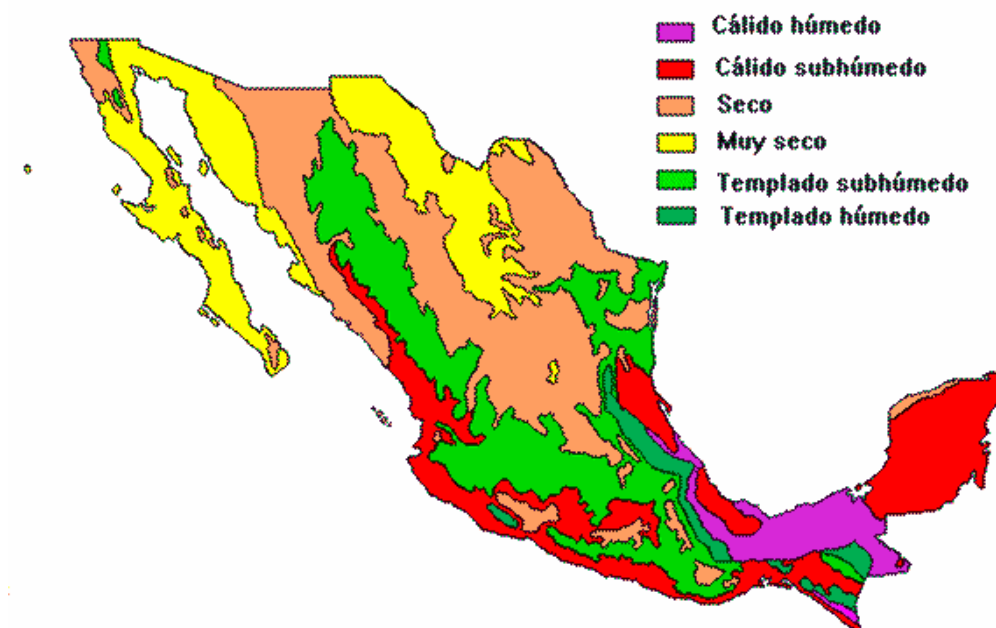 Cálido húmedo
Cálido subhúmedo
Seco
Muy seco
Templado subhúmedo
Templado húmedo